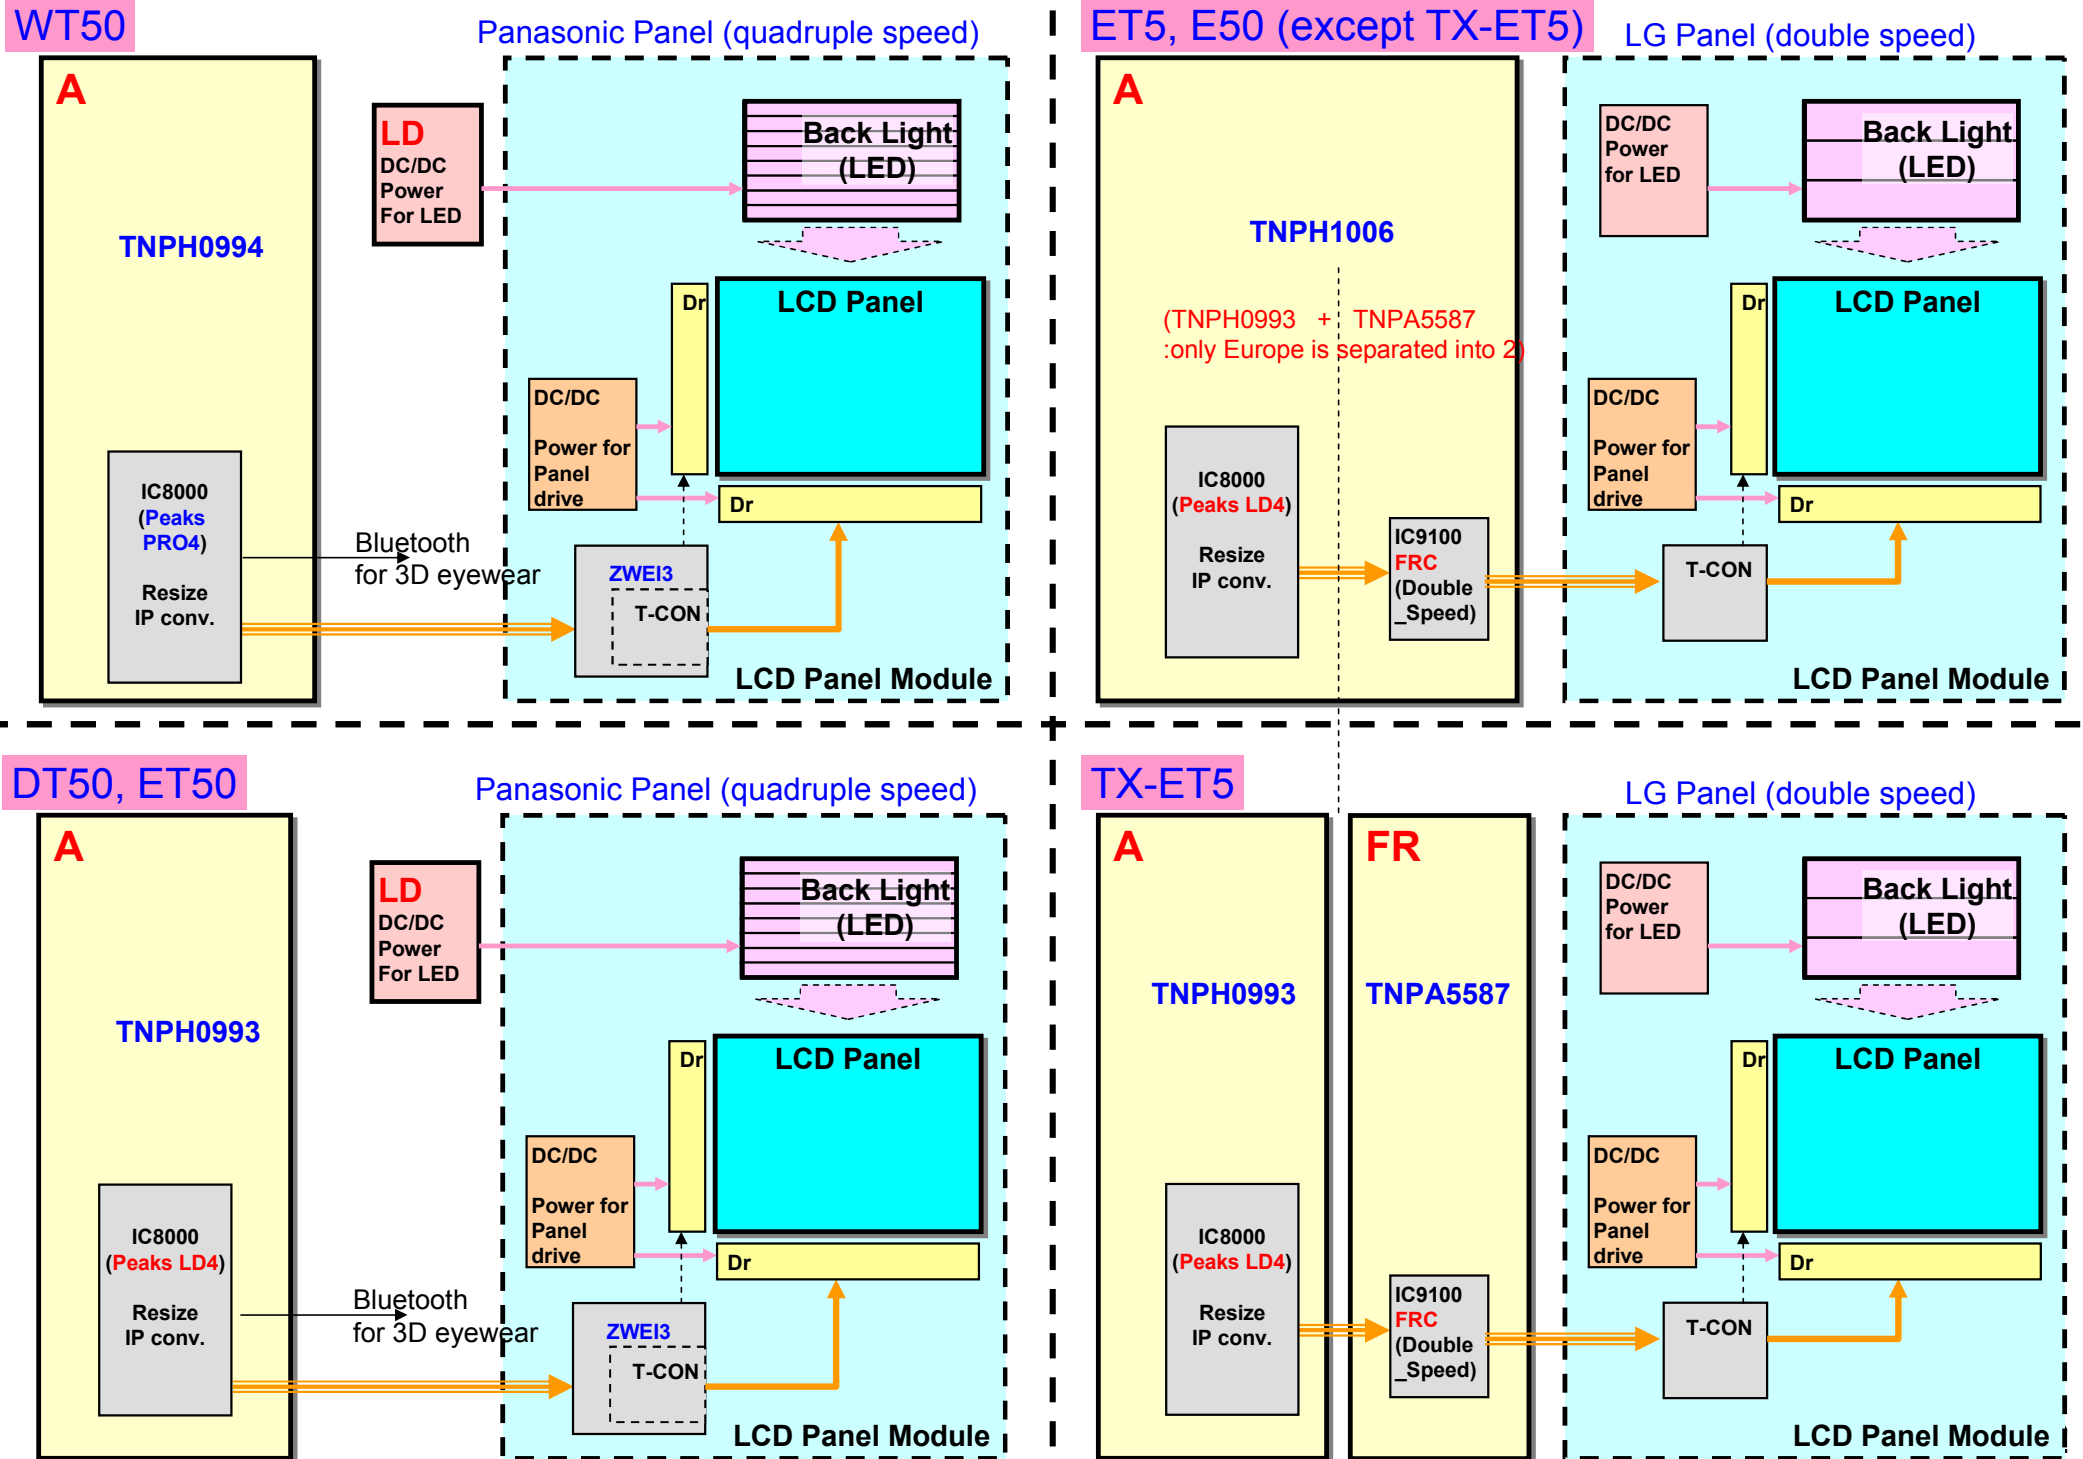 WT50
Panasonic Panel (quadruple speed)
A
LD
DC/DC
Power
For LED
Back Light
(LED)
TNPH0994
Dr
LCD Panel
DC/DC
Power for
Panel
drive
Dr
IC8000
(Peaks
PRO4)
Resize
IP conv.
Bluetooth
for 3D eyewear
ZWEI3
T-CON
LCD Panel Module
ET5, E50 (except TX-ET5)
LG Panel (double speed)
A
DC/DC
Power
for LED
Back Light
(LED)
TNPH1006
(TNPH0993 + TNPA5587
:only Europe is separated into 2)
Dr
LCD Panel
DC/DC
Power for
Panel
drive
Dr
IC8000
(Peaks LD4)
Resize
IP conv.
IC9100
FRC
(Double
_Speed)
T-CON
LCD Panel Module
DT50, ET50
Panasonic Panel (quadruple speed)
A
LD
DC/DC
Power
For LED
Back Light
(LED)
TNPH0993
Dr
LCD Panel
DC/DC
Power for
Panel
drive
Dr
IC8000
(Peaks LD4)
Resize
IP conv.
Bluetooth
for 3D eyewear
ZWEI3
T-CON
LCD Panel Module
TX-ET5
LG Panel (double speed)
A
FR
DC/DC
Power
for LED
Back Light
(LED)
TNPH0993
TNPA5587
Dr
LCD Panel
DC/DC
Power for
Panel
drive
Dr
IC8000
(Peaks LD4)
Resize
IP conv.
IC9100
FRC
(Double
_Speed)
T-CON
LCD Panel Module